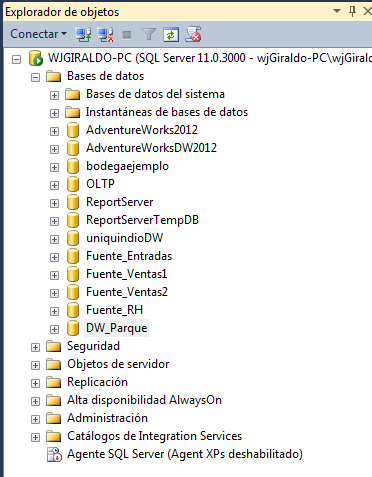 Explorador de objetos
Conectar
WJGIRALDO-PC (SQL Server 11.0.3000 - wjGiraldo-PC\wjGirald
Bases de datos
Bases de datos del sistema
Instantáneas de bases de datos
AdventureWorks2012
AdventureWorksDW2012
bodegaejemplo
OLTP
ReportServer
ReportServerTempDB
uniquindioDW
Fuente_Entradas
Fuente_Ventas1
Fuente_Ventas2
Fuente_RH
DW_Parque
Seguridad
Objetos de servidor
Replicación
Alta disponibilidad AlwaysOn
Administración
Catálogos de Integration Services
Agente SQL Server (Agent XPs deshabilitado)